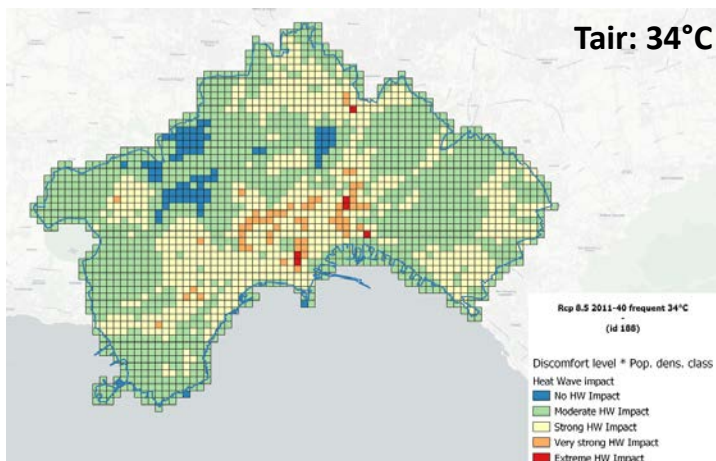 Tair: 34°C
Rcp 8.5 2011-40 frequent 34°C
-
(id 188)
Discomfort level * Pop. dens. class
Heat Wave impact
No HW Impact
Moderate HW Impact
Strong HW Impact
Very strong HW Impact
Extreme HW Impact